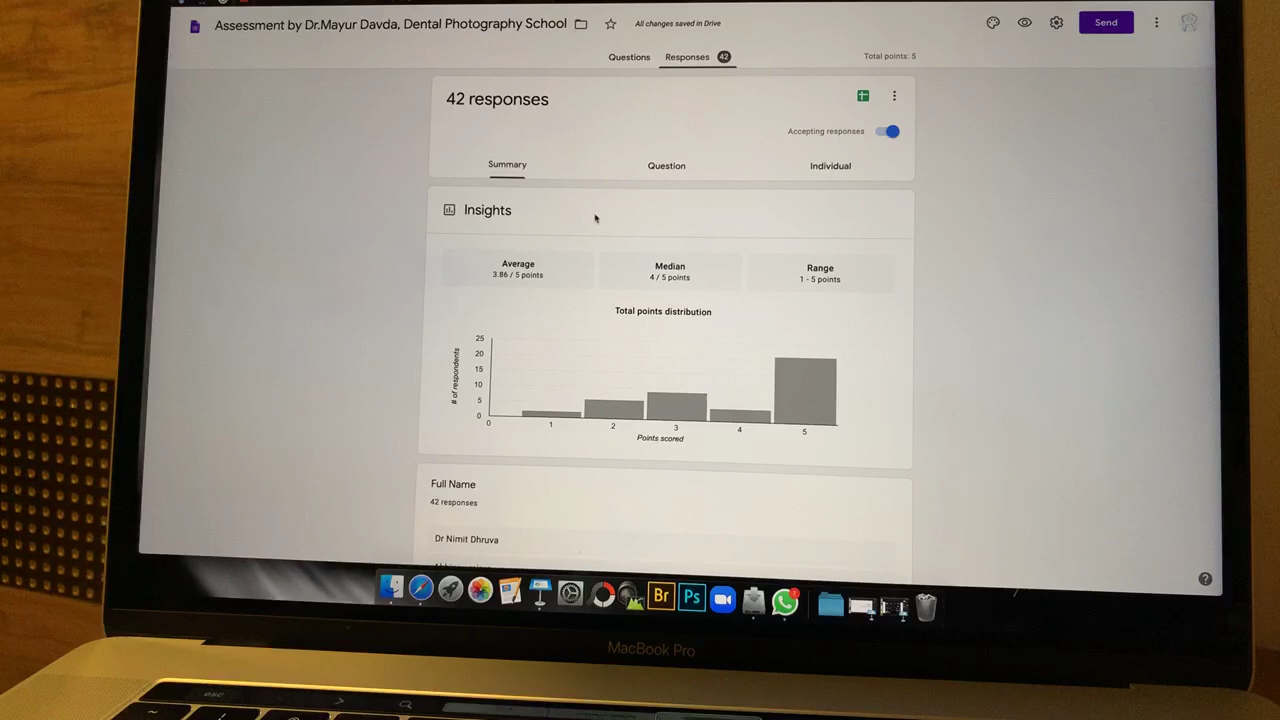 Assessment by Dr.Mayur Davda, Dental Photography School
All changes saved in Drive
Send
Questions
Responses 42
Total points: 5
42 responses
Accepting responses
Summary
Question
Individual
Insights
Average
3.86 / 5 points
Median
4 / 5 points
Range
1 - 5 points
Total points distribution
# of respondents
25
20
15
10
5
0
0
1
2
3
4
5
Points scored
Full Name
42 responses
Dr Nimit Dhruva
Br
Ps
MacBook Pro
esc